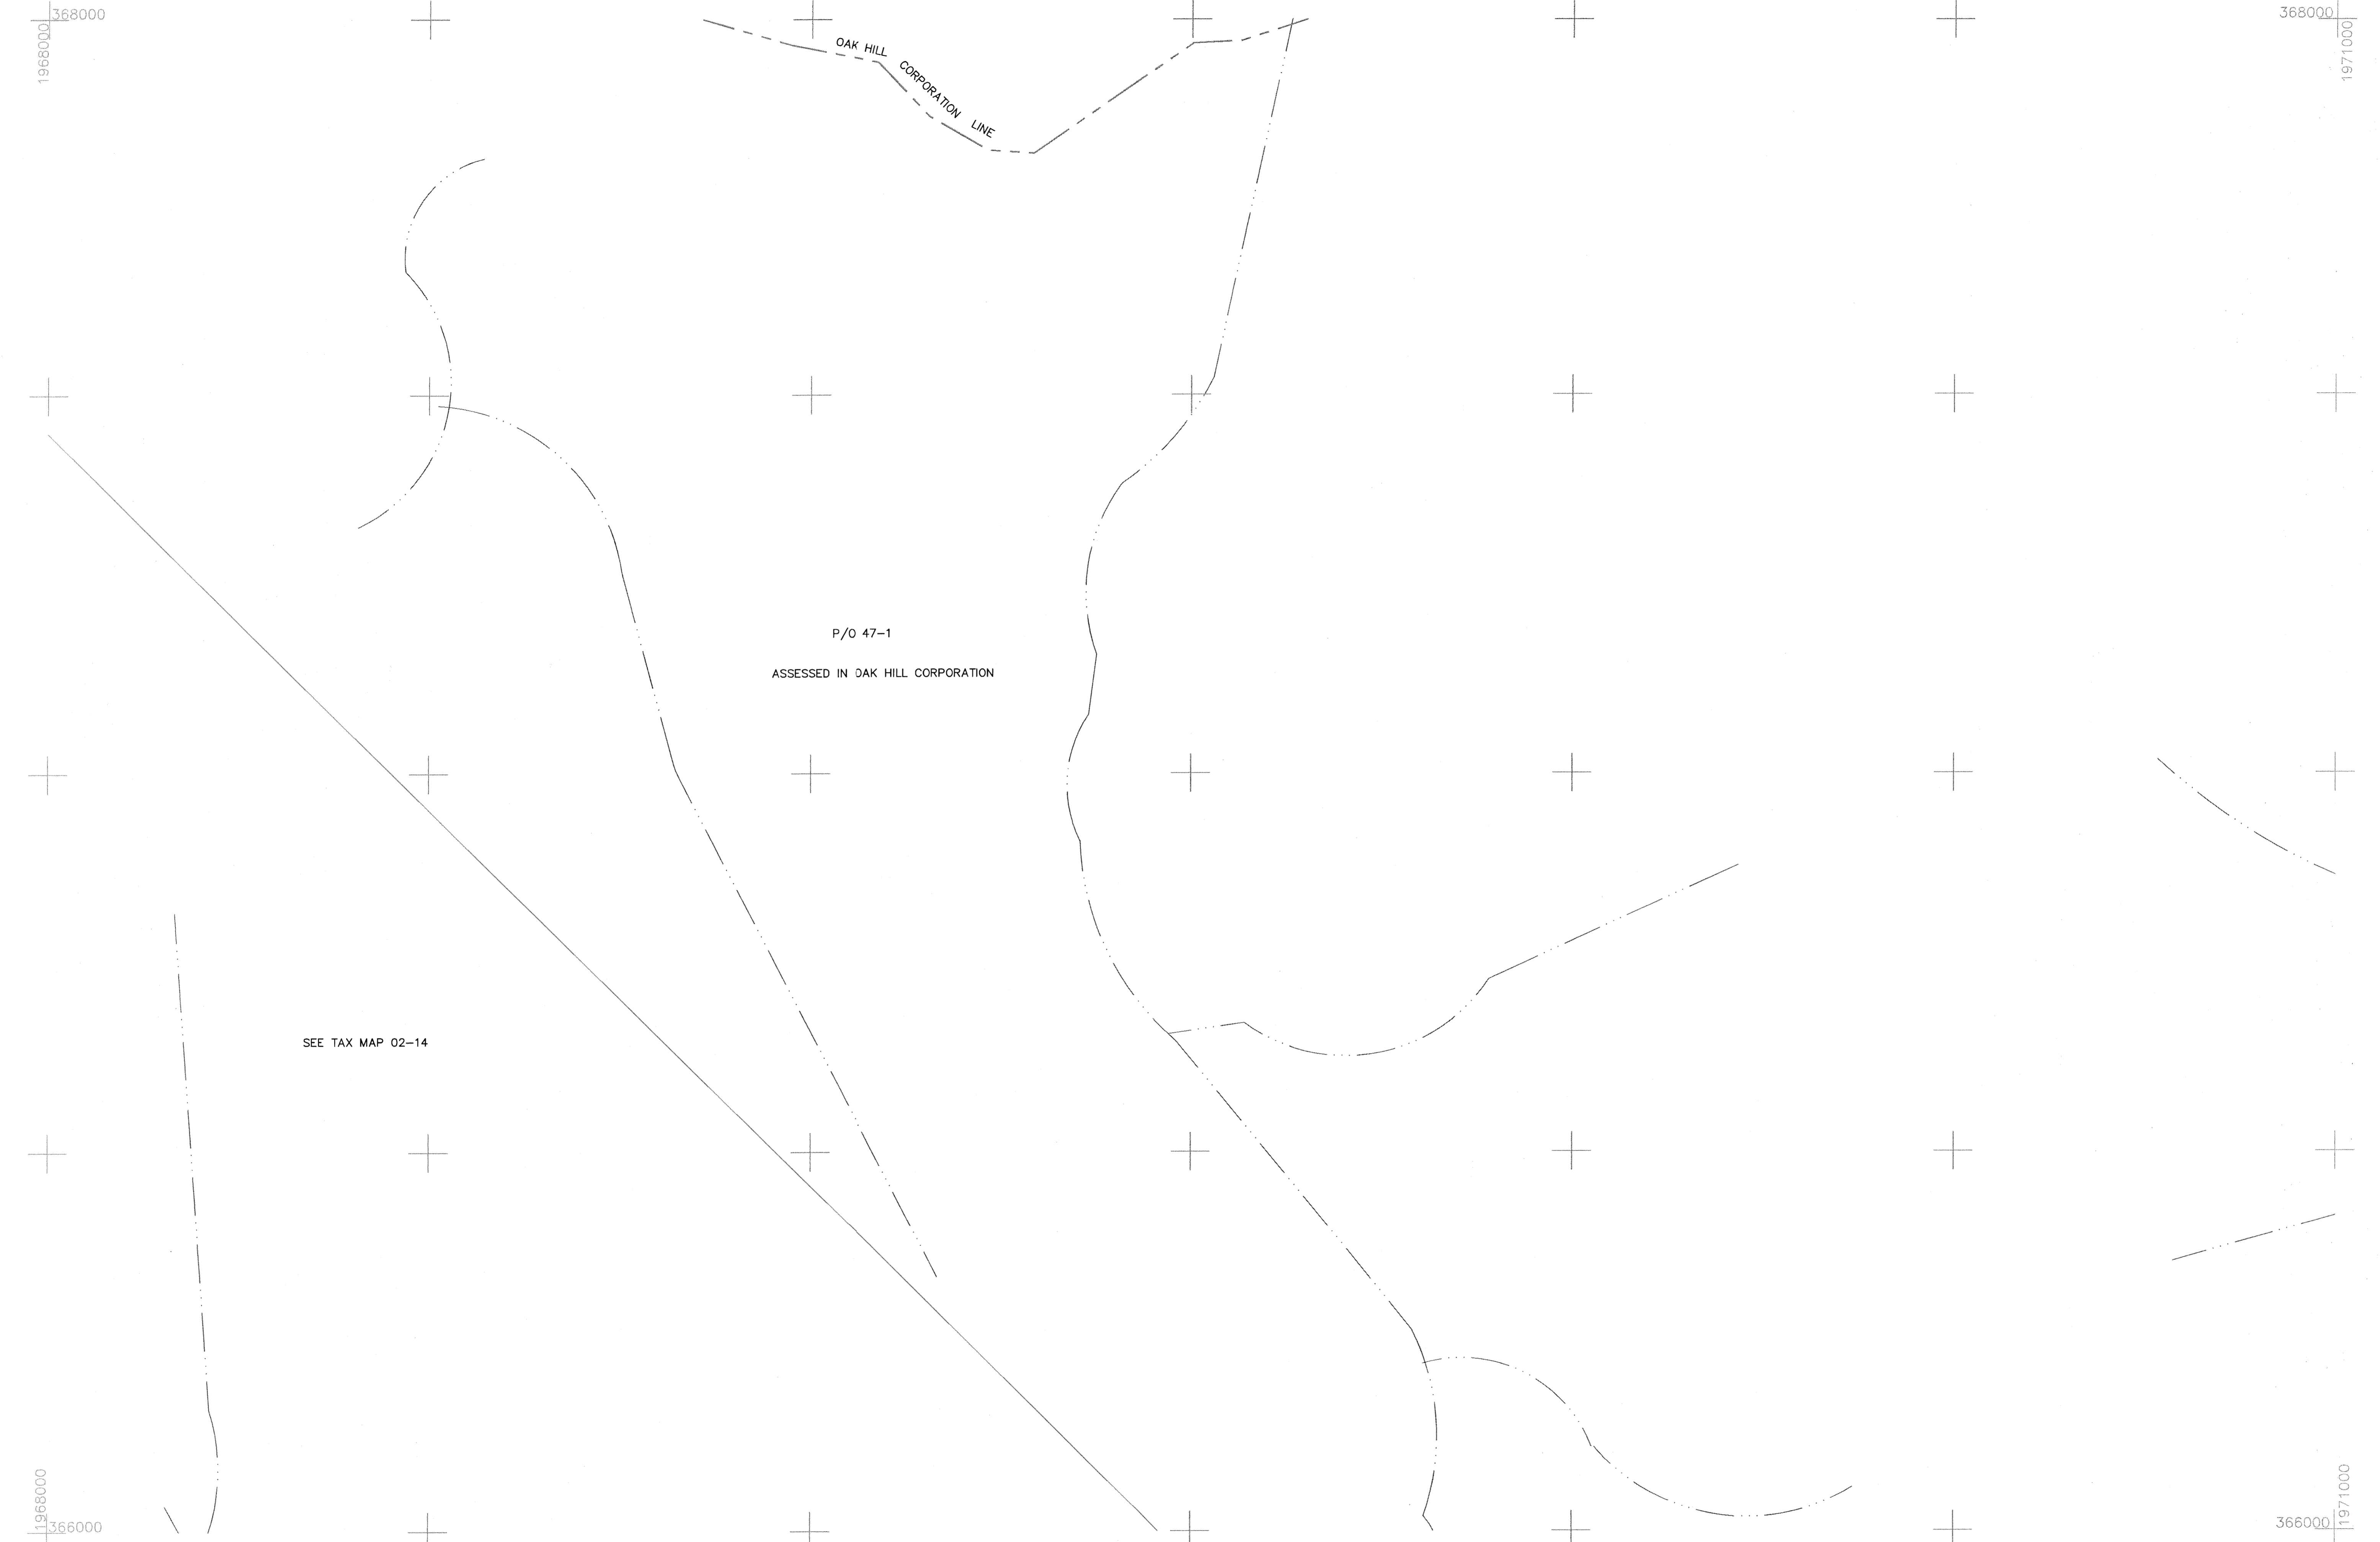 368000
368000
1968000
1971000
OAK HILL CORPORATION LINE
P/O 47-1
ASSESSED IN OAK HILL CORPORATION
SEE TAX MAP 02-14
1968000
1971000
366000
366000